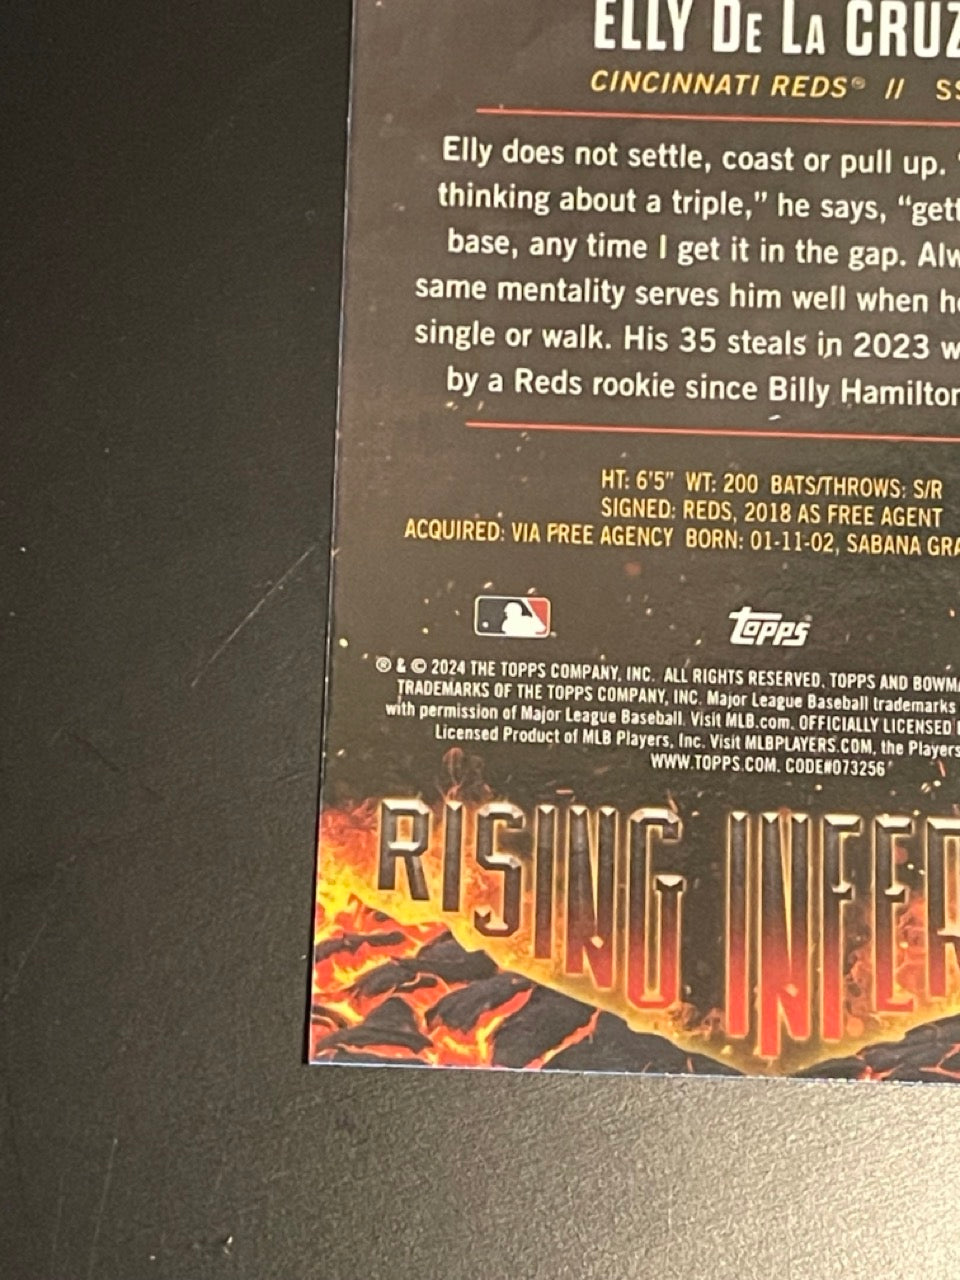 ELLY DE LA CRUZ
CINCINNATI REDS® // SS
Elly does not settle, coast or pull up.
thinking about a triple,” he says, “gett
base, any time I get it in the gap. Alw
same mentality serves him well when he
single or walk. His 35 steals in 2023 w
by a Reds rookie since Billy Hamilton
HT: 6'5” WT: 200 BATS/THROWS: S/R
SIGNED: REDS, 2018 AS FREE AGENT
ACQUIRED: VIA FREE AGENCY BORN: 01-11-02, SABANA GRA
Topps
® & © 2024 THE TOPPS COMPANY, INC. ALL RIGHTS RESERVED. TOPPS AND BOWMA
TRADEMARKS OF THE TOPPS COMPANY, INC. Major League Baseball trademarks
with permission of Major League Baseball. Visit MLB.com. OFFICIALLY LICENSED
Licensed Product of MLB Players, Inc. Visit MLBPLAYERS.COM, the Players
WWW.TOPPS.COM. CODE#073256
RISING INFER